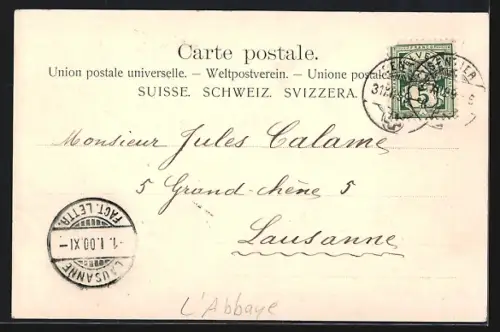 Carte postale.
Union postale universelle. — Weltpostverein. — Unione postale
SUISSE. SCHWEIZ. SVIZZERA.
5
Monsieur Jules Calame
5 Grand-chêne 5
Lausanne
FACT. LETTR.
-1.I.00.XI-
LAUSANNE
L'Abbaye